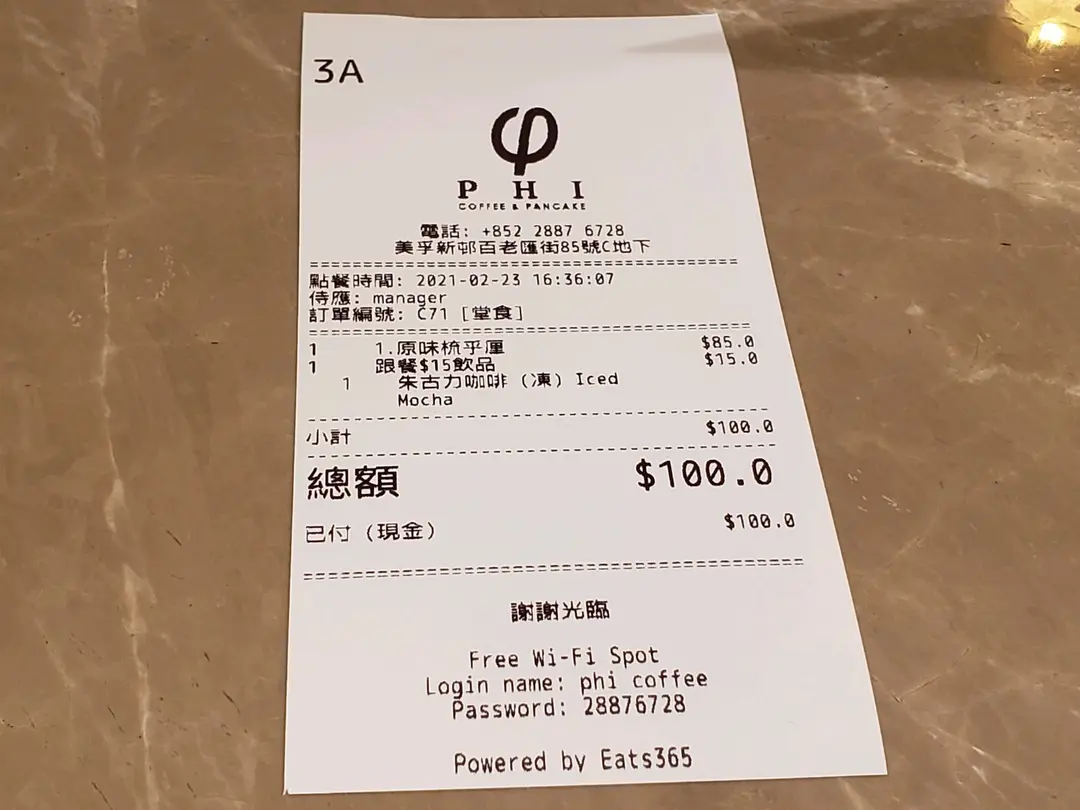 3A
φ
PHI
COFFEE & PANCAKE
電話: +852 2887 6728
美孚新邨百老匯街85號C地下
點餐時間: 2021-02-23 16:36:07
侍應: manager
訂單編號: C71 [堂食]
1 1.原味梳乎厘 $85.0
1 跟餐$15飲品 $15.0
1 朱古力咖啡 (凍) Iced
Mocha
小計 $100.0
總額 $100.0
已付 (現金) $100.0
謝謝光臨
Free Wi-Fi Spot
Login name: phi coffee
Password: 28876728
Powered by Eats365